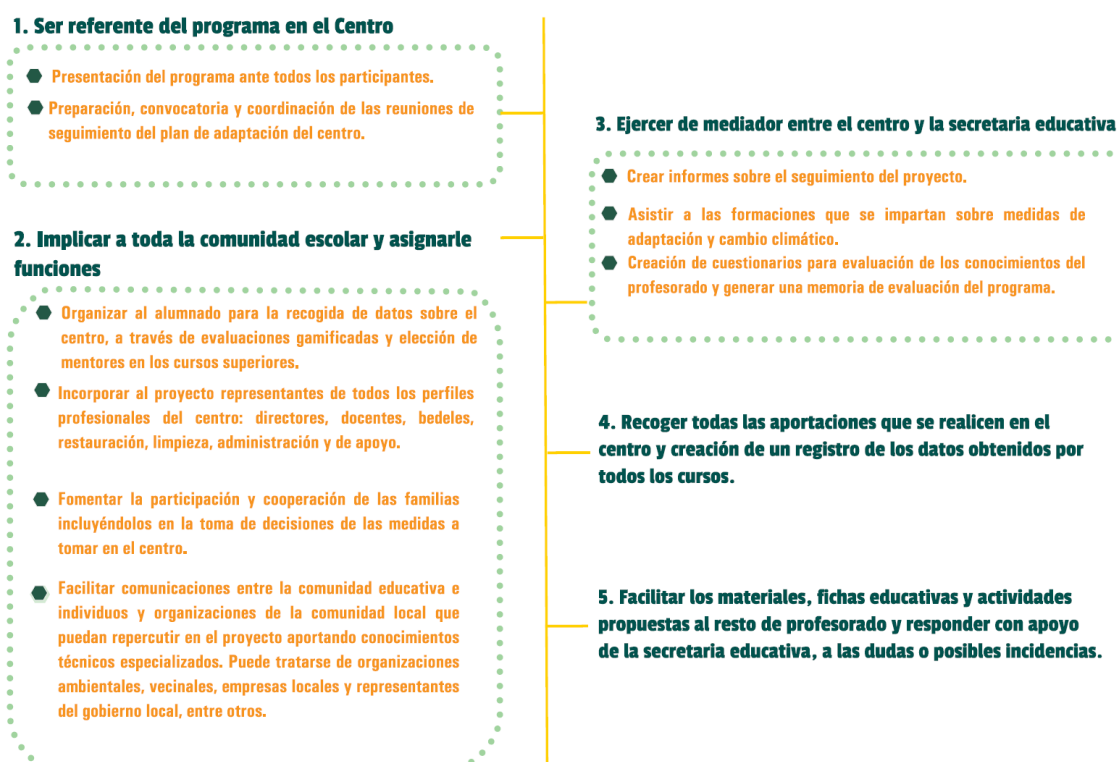 1. Ser referente del programa en el Centro
Presentación del programa ante todos los participantes.
Preparación, convocatoria y coordinación de las reuniones de
seguimiento del plan de adaptación del centro.
2. Implicar a toda la comunidad escolar y asignarle
funciones
Organizar al alumnado para la recogida de datos sobre el
centro, a través de evaluaciones gamificadas y elección de
mentores en los cursos superiores.
Incorporar al proyecto representantes de todos los perfiles
profesionales del centro: directores, docentes, bedeles,
restauración, limpieza, administración y de apoyo.
Fomentar la participación y cooperación de las familias
incluyéndolos en la toma de decisiones de las medidas a
tomar en el centro.
Facilitar comunicaciones entre la comunidad educativa e
individuos y organizaciones de la comunidad local que
puedan repercutir en el proyecto aportando conocimientos
técnicos especializados. Puede tratarse de organizaciones
ambientales, vecinales, empresas locales y representantes
del gobierno local, entre otros.
3. Ejercer de mediador entre el centro y la secretaria educativa
Crear informes sobre el seguimiento del proyecto.
Asistir a las formaciones que se impartan sobre medidas de
adaptación y cambio climático.
Creación de cuestionarios para evaluación de los conocimientos del
profesorado y generar una memoria de evaluación del programa.
4. Recoger todas las aportaciones que se realicen en el
centro y creación de un registro de los datos obtenidos por
todos los cursos.
5. Facilitar los materiales, fichas educativas y actividades
propuestas al resto de profesorado y responder con apoyo
de la secretaria educativa, a las dudas o posibles incidencias.